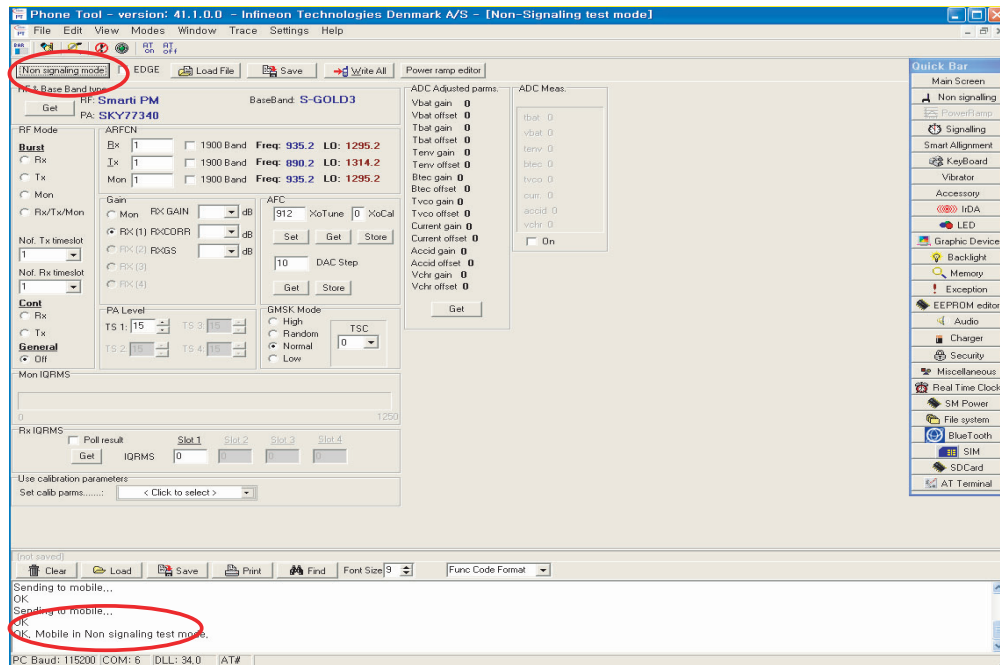 Phone Tool - version: 41.1.0.0 - Infineon Technologies Denmark A/S - [Non-Signaling test mode]
File Edit View Modes Window Trace Settings Help
BAR AT on AT off
Non signaling mode EDGE Load File Save Write All Power ramp editor
RF & Base Band type
Get RF: Smarti PM BaseBand: S-GOLD3
PA: SKY77340
RF Mode
Burst
Rx
Tx
Mon
Rx/Tx/Mon
Nof. Tx timeslot
1
Nof. Rx timeslot
1
Cont
Rx
Tx
General
Off
ARFCN
Rx 1 1900 Band Freq: 935.2 LO: 1295.2
Tx 1 1900 Band Freq: 890.2 LO: 1314.2
Mon 1 1900 Band Freq: 935.2 LO: 1295.2
Gain
Mon RX GAIN dB
RX (1) RXCORR dB
RX (2) RXGS dB
RX (3)
RX (4)
AFC
912 XoTune 0 XoCal
Set Get Store
10 DAC Step
Get Store
PA Level
TS 1: 15 TS 3: 15
TS 2: 15 TS 4: 15
GMSK Mode
High
Random
Normal
Low
TSC
0
Mon IQRMS
0 1250
Rx IQRMS
Poll result Slot 1 Slot 2 Slot 3 Slot 4
Get IQRMS 0 0 0 0
Use calibration parameters
Set calib parms......: < Click to select >
ADC Adjusted parms.
Vbat gain 0
Vbat offset 0
Tbat gain 0
Tbat offset 0
Tenv gain 0
Tenv offset 0
Btec gain 0
Btec offset 0
Tvco gain 0
Tvco offset 0
Current gain 0
Current offset 0
Accid gain 0
Accid offset 0
Vchr gain 0
Vchr offset 0
Get
ADC Meas.
tbat 0
vbat 0
tenv 0
btec 0
tvco 0
curr. 0
accid 0
vchr 0
On
Quick Bar
Main Screen
Non signalling
PowerRamp
Signalling
Smart Allignment
KeyBoard
Vibrator
Accessory
IrDA
LED
Graphic Device
Backlight
Memory
Exception
EEPROM editor
Audio
Charger
Security
Miscellaneous
Real Time Clock
SM Power
File system
BlueTooth
SIM
SDCard
AT Terminal
(not saved)
Clear Load Save Print Find Font Size 9 Func Code Format
Sending to mobile...
OK
Sending to mobile...
OK
OK, Mobile in Non signaling test mode.
PC Baud: 115200 COM: 6 DLL: 34.0 AT#